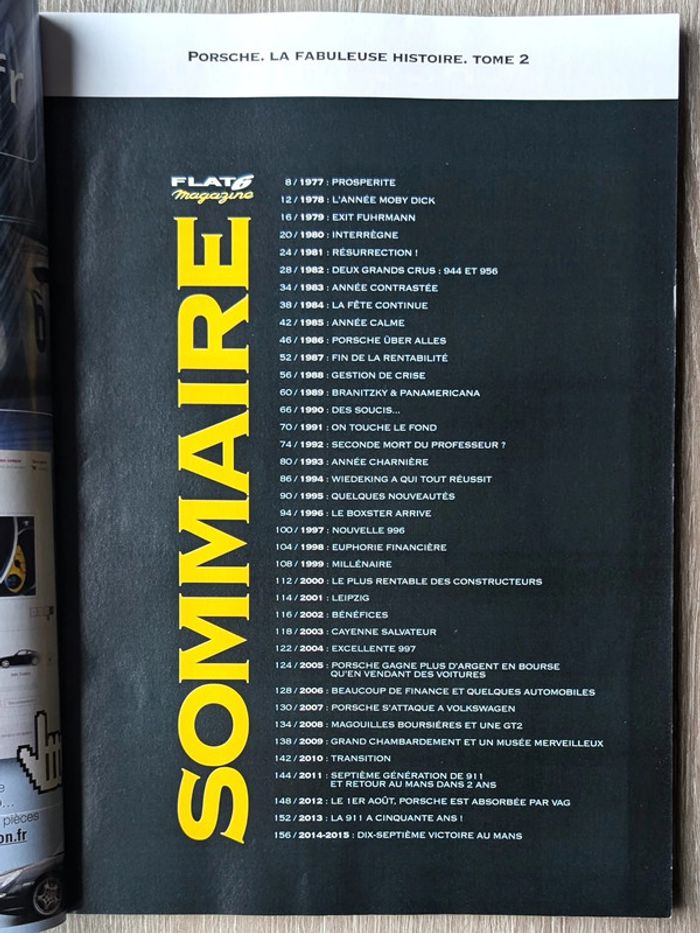 PORSCHE. LA FABULEUSE HISTOIRE. TOME 2
FLAT6
magazine
SOMMAIRE
8 / 1977 : PROSPERITE
12 / 1978 : L'ANNÉE MOBY DICK
16 / 1979 : EXIT FUHRMANN
20 / 1980 : INTERRÈGNE
24 / 1981 : RÉSURRECTION !
28 / 1982 : DEUX GRANDS CRUS : 944 ET 956
34 / 1983 : ANNÉE CONTRASTÉE
38 / 1984 : LA FÊTE CONTINUE
42 / 1985 : ANNÉE CALME
46 / 1986 : PORSCHE ÜBER ALLES
52 / 1987 : FIN DE LA RENTABILITÉ
56 / 1988 : GESTION DE CRISE
60 / 1989 : BRANITZKY & PANAMERICANA
66 / 1990 : DES SOUCIS...
70 / 1991 : ON TOUCHE LE FOND
74 / 1992 : SECONDE MORT DU PROFESSEUR ?
80 / 1993 : ANNÉE CHARNIÈRE
86 / 1994 : WIEDEKING A QUI TOUT RÉUSSIT
90 / 1995 : QUELQUES NOUVEAUTÉS
94 / 1996 : LE BOXSTER ARRIVE
100 / 1997 : NOUVELLE 996
104 / 1998 : EUPHORIE FINANCIÈRE
108 / 1999 : MILLÉNAIRE
112 / 2000 : LE PLUS RENTABLE DES CONSTRUCTEURS
114 / 2001 : LEIPZIG
116 / 2002 : BÉNÉFICES
118 / 2003 : CAYENNE SALVATEUR
122 / 2004 : EXCELLENTE 997
124 / 2005 : PORSCHE GAGNE PLUS D'ARGENT EN BOURSE
QU'EN VENDANT DES VOITURES
128 / 2006 : BEAUCOUP DE FINANCE ET QUELQUES AUTOMOBILES
130 / 2007 : PORSCHE S'ATTAQUE A VOLKSWAGEN
134 / 2008 : MAGOUILLES BOURSIÈRES ET UNE GT2
138 / 2009 : GRAND CHAMBARDEMENT ET UN MUSÉE MERVEILLEUX
142 / 2010 : TRANSITION
144 / 2011 : SEPTIÈME GÉNÉRATION DE 911
ET RETOUR AU MANS DANS 2 ANS
148 / 2012 : LE 1ER AOÛT, PORSCHE EST ABSORBÉE PAR VAG
152 / 2013 : LA 911 A CINQUANTE ANS !
156 / 2014-2015 : DIX-SEPTIÈME VICTOIRE AU MANS
pièces
on.fr